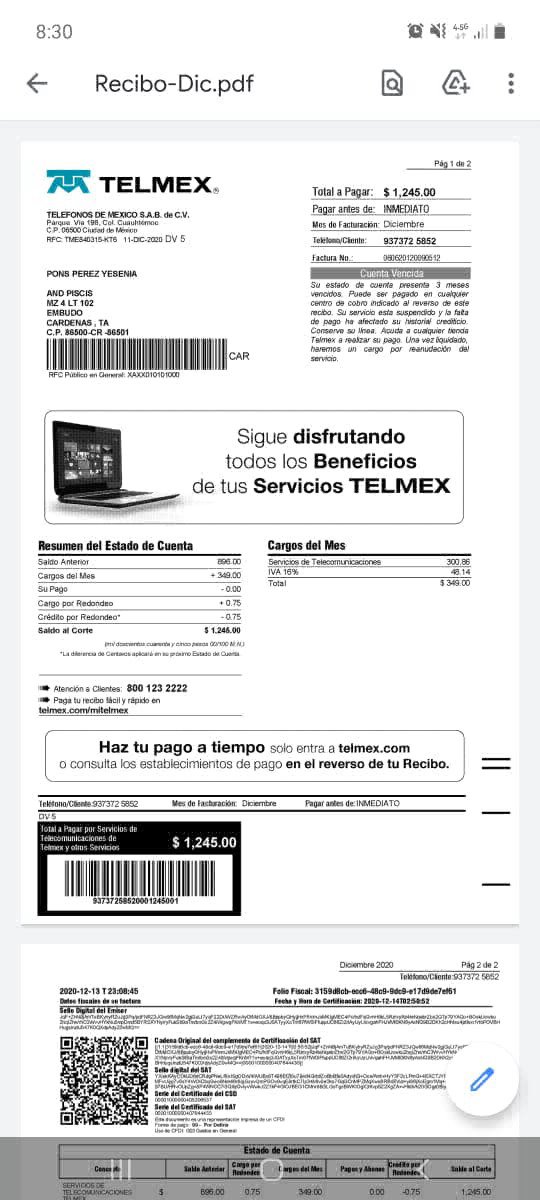 8:30
4.56
Recibo-Dic.pdf
Pág 1 de 2
TELMEX
TELEFONOS DE MEXICO S.A.B. de C.V.
Parque Vía 198, Col. Cuauhtémoc
C.P. 06500 Ciudad de México
RFC: TME840315-KT6 11-DIC-2020 DV 5
Total a Pagar: $ 1,245.00
Pagar antes de: INMEDIATO
Mes de Facturación: Diciembre
Teléfono/Cliente: 937372 5852
Factura No.: 060620120090512
Cuenta Vencida
Su estado de cuenta presenta 3 meses
vencidos. Puede ser pagado en cualquier
centro de cobro indicado al reverso de este
recibo. Su servicio esta suspendido y la falta
de pago ha afectado su historial crediticio.
Conserve su línea. Acuda a cualquier tienda
Telmex a realizar su pago. Una vez liquidado,
haremos un cargo por reanudación del
servicio.
PONS PEREZ YESENIA
AND PISCIS
MZ 4 LT 102
EMBUDO
CARDENAS , TA
C.P. 86500-CR -86501
CAR
RFC Público en General: XAXX010101000
Sigue disfrutando
todos los Beneficios
de tus Servicios TELMEX
Resumen del Estado de Cuenta
Saldo Anterior 896.00
Cargos del Mes + 349.00
Su Pago - 0.00
Cargo por Redondeo + 0.75
Crédito por Redondeo* - 0.75
Saldo al Corte $ 1,245.00
(mil doscientos cuarenta y cinco pesos 00/100 M.N.)
*La diferencia de Centavos aplicará en su próximo Estado de Cuenta.
Cargos del Mes
Servicios de Telecomunicaciones 300.86
IVA 16% 48.14
Total $ 349.00
Atención a Clientes: 800 123 2222
Paga tu recibo fácil y rápido en
telmex.com/mitelmex
Haz tu pago a tiempo solo entra a telmex.com
o consulta los establecimientos de pago en el reverso de tu Recibo.
Teléfono/Cliente:937372 5852 Mes de Facturación: Diciembre Pagar antes de:INMEDIATO
DV 5
Total a Pagar por Servicios de
Telecomunicaciones de
Telmex y otros Servicios
$ 1,245.00
93737258520001245001
Diciembre 2020 Pág 2 de 2
Teléfono/Cliente:937372 5852
2020-12-13 T 23:08:45
Datos fiscales de su factura
Folio Fiscal: 3159d8cb-ecc6-48c9-9dc9-e17d9de7ef61
Fecha y Hora de Certificación: 2020-12-14T02:50:52
Sello Digital del Emisor
Cadena Original del complemento de Certificación del SAT
Sello digital del SAT
Serie del Certificado del CSD
Serie del Certificado del SAT
Este documento es una representación impresa de un CFDI
Forma de pago: 99 - Por Definir
Uso de CFDI: G03 Gastos en General
Estado de Cuenta
Concepto Saldo Anterior Cargo por Redondeo Cargos del Mes Pagos y Abonos Crédito por Redondeo Saldo al Corte
SERVICIOS DE
TELECOMUNICACIONES
TELMEX
$ 896.00 0.75 349.00 0.00 -0.75 1,245.00